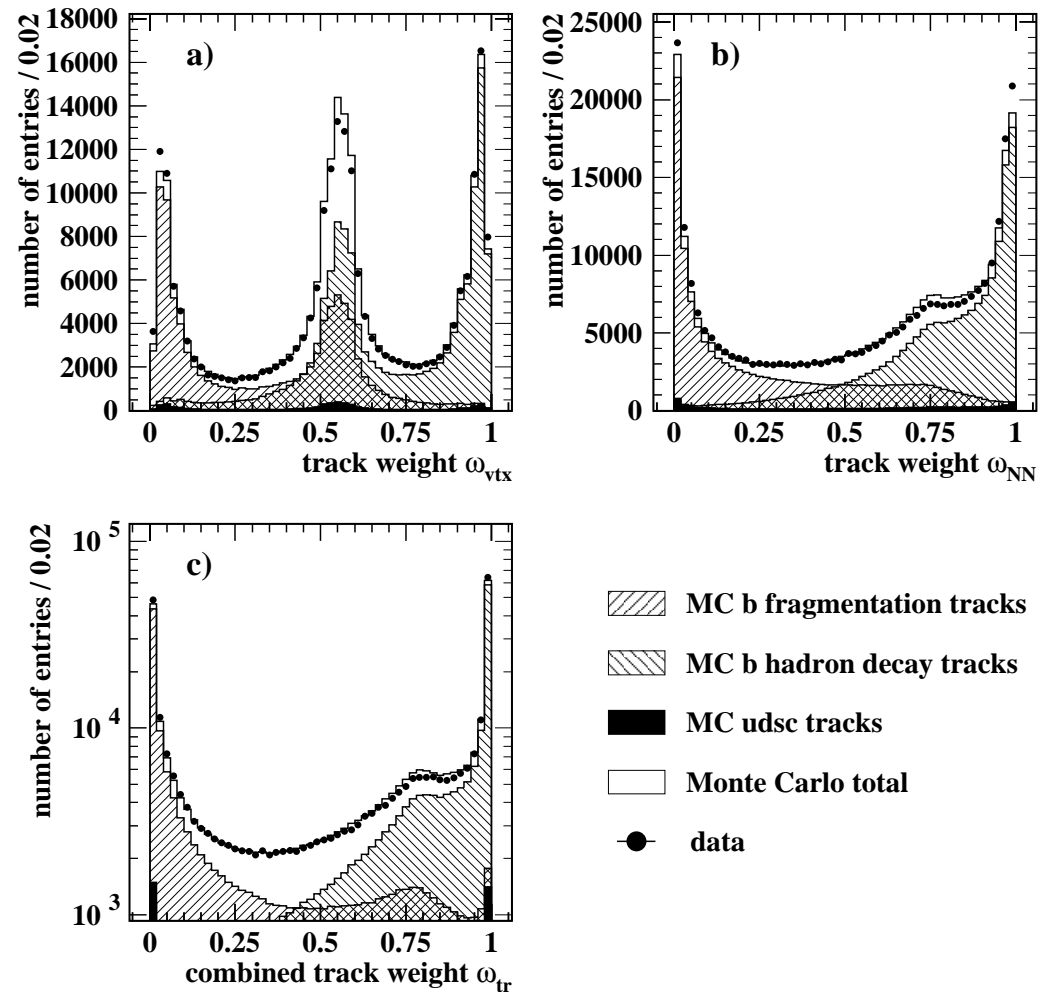 number of entries / 0.02
18000
16000
14000
12000
10000
8000
6000
4000
2000
0
a)
0 0.25 0.5 0.75 1
track weight ω_vtx
number of entries / 0.02
25000
20000
15000
10000
5000
0
b)
0 0.25 0.5 0.75 1
track weight ω_NN
number of entries / 0.02
10^5
10^4
10^3
c)
0 0.25 0.5 0.75 1
combined track weight ω_tr
MC b fragmentation tracks
MC b hadron decay tracks
MC udsc tracks
Monte Carlo total
data